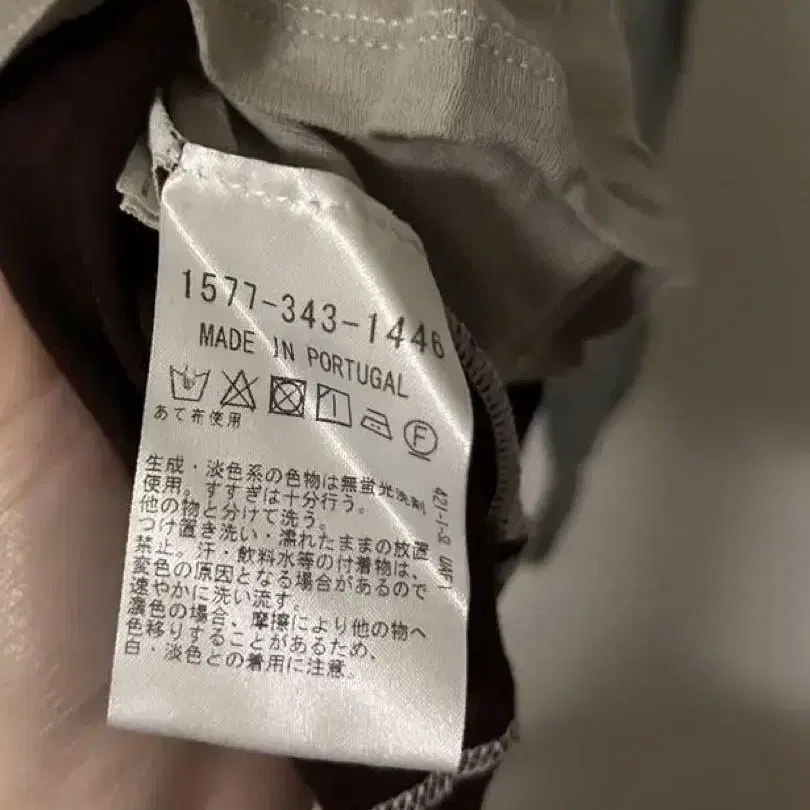 1577-343-1446
MADE IN PORTUGAL
F
あて布使用
生成・淡色系の色物は無蛍光洗剤
使用。すすぎは十分行う。
他の物と分けて洗う。
つけ置き洗い・濡れたままの放置
禁止。汗・飲料水等の付着物は、
変色の原因となる場合があるので
速やかに洗い流す。
濃色の場合、摩擦により他の物へ
色移りすることがあるため、
白・淡色との着用に注意。